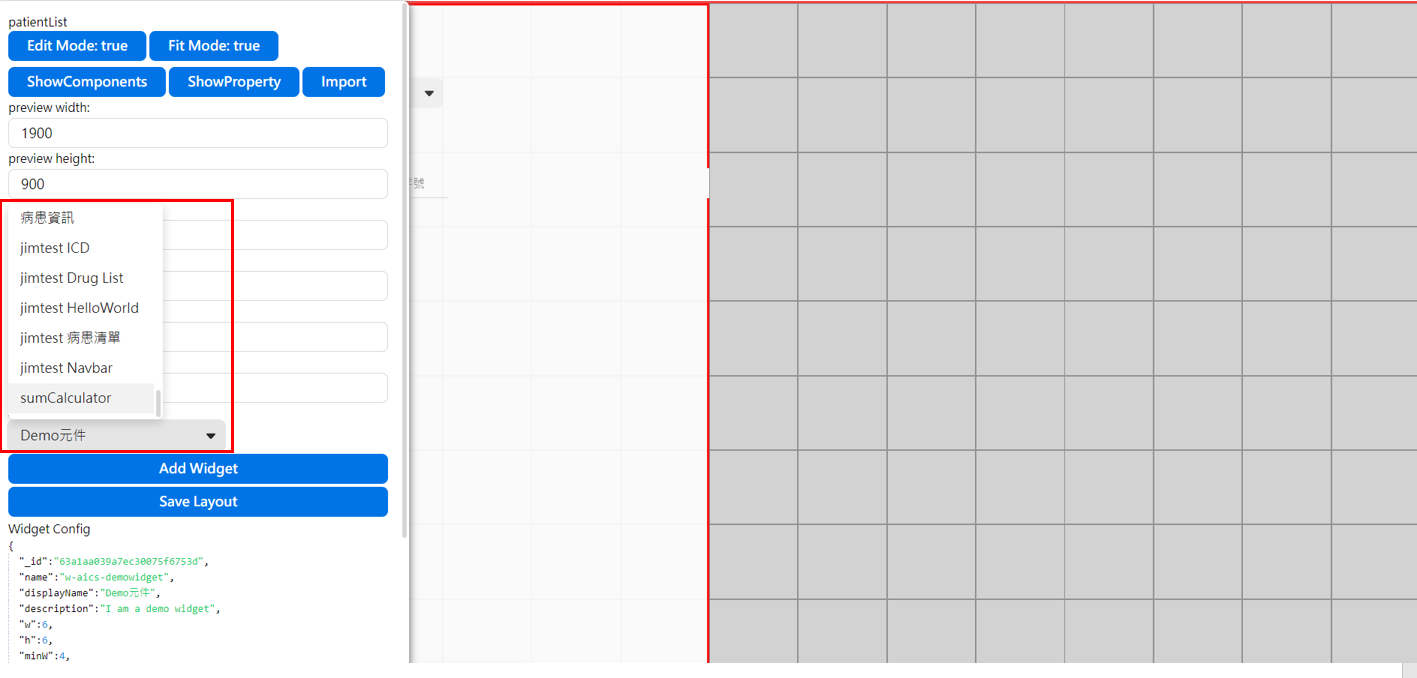 patientList
Edit Mode: true Fit Mode: true
ShowComponents ShowProperty Import
preview width:
1900
preview height:
900
病患資訊
jimtest ICD
jimtest Drug List
jimtest HelloWorld
jimtest 病患清單
jimtest Navbar
sumCalculator
Demo元件
Add Widget
Save Layout
Widget Config
{
"_id":"63a1aa039a7ec30075f6753d",
"name":"w-aics-demowidget",
"displayName":"Demo元件",
"description":"I am a demo widget",
"w":6,
"h":6,
"minW":4,
號